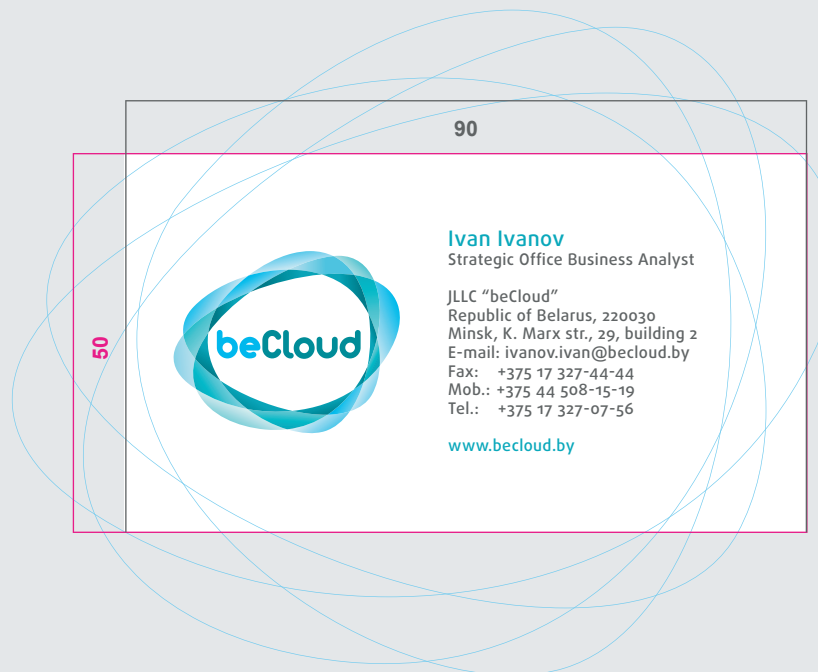 90
50
beCloud
Ivan Ivanov
Strategic Office Business Analyst
JLLC “beCloud”
Republic of Belarus, 220030
Minsk, K. Marx str., 29, building 2
E-mail: ivanov.ivan@becloud.by
Fax: +375 17 327-44-44
Mob.: +375 44 508-15-19
Tel.: +375 17 327-07-56
www.becloud.by